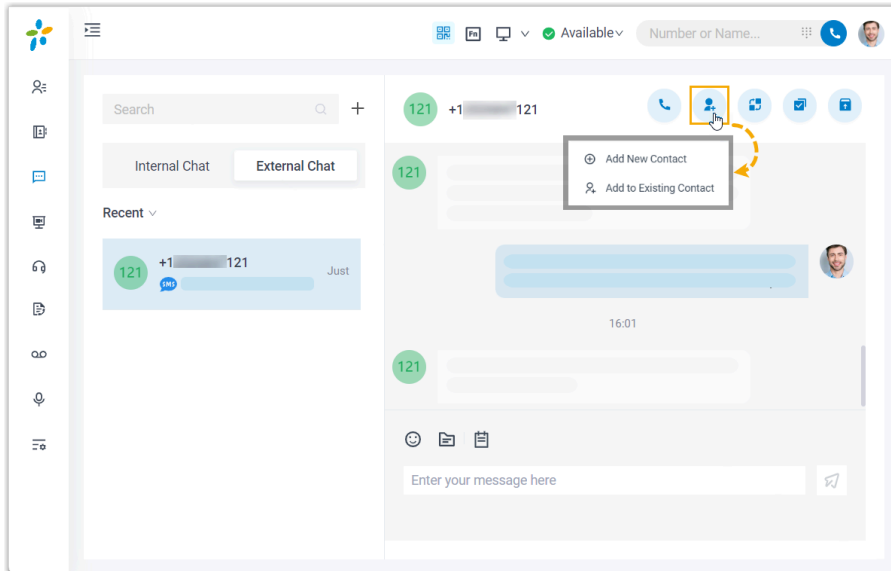 Fn
Available
Number or Name...
Search
Internal Chat
External Chat
Recent
121
+1 121
Just
SMS
121
+1 121
Add New Contact
Add to Existing Contact
121
16:01
121
Enter your message here